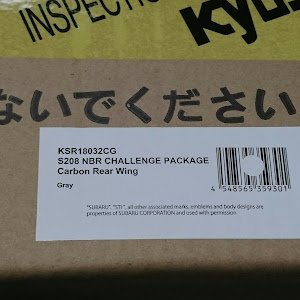 INSPECTIO
KYO
ないでください
KSR18032CG
S208 NBR CHALLENGE PACKAGE
Carbon Rear Wing
Gray
4 548565 359301
"SUBARU", "STI", all other associated marks, emblems and body designs are
properties of SUBARU CORPORATION and used with permission.